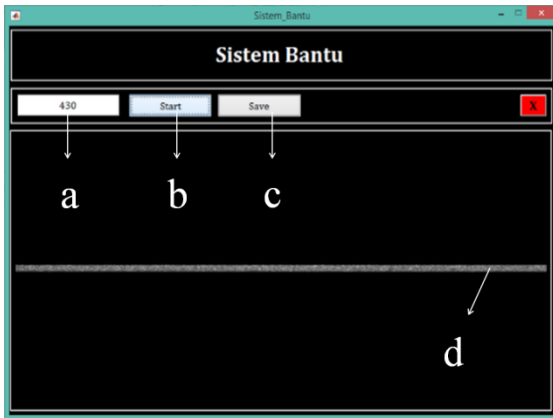 Sistem_Bantu
Sistem Bantu
430 Start Save X
a b c
d